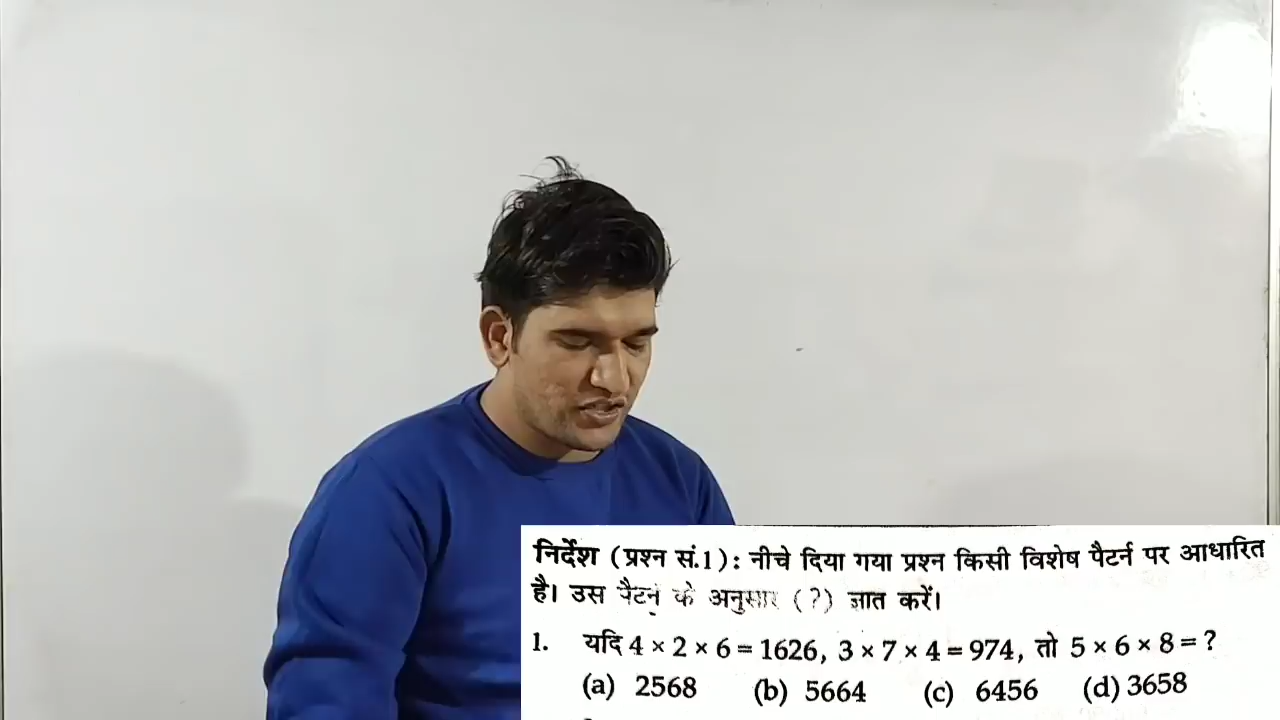 निर्देश (प्रश्न सं.1): नीचे दिया गया प्रश्न किसी विशेष पैटर्न पर आधारित
है। उस पैटर्न के अनुसार (?) ज्ञात करें।
1. यदि 4 × 2 × 6 = 1626, 3 × 7 × 4 = 974, तो 5 × 6 × 8 = ?
(a) 2568 (b) 5664 (c) 6456 (d) 3658